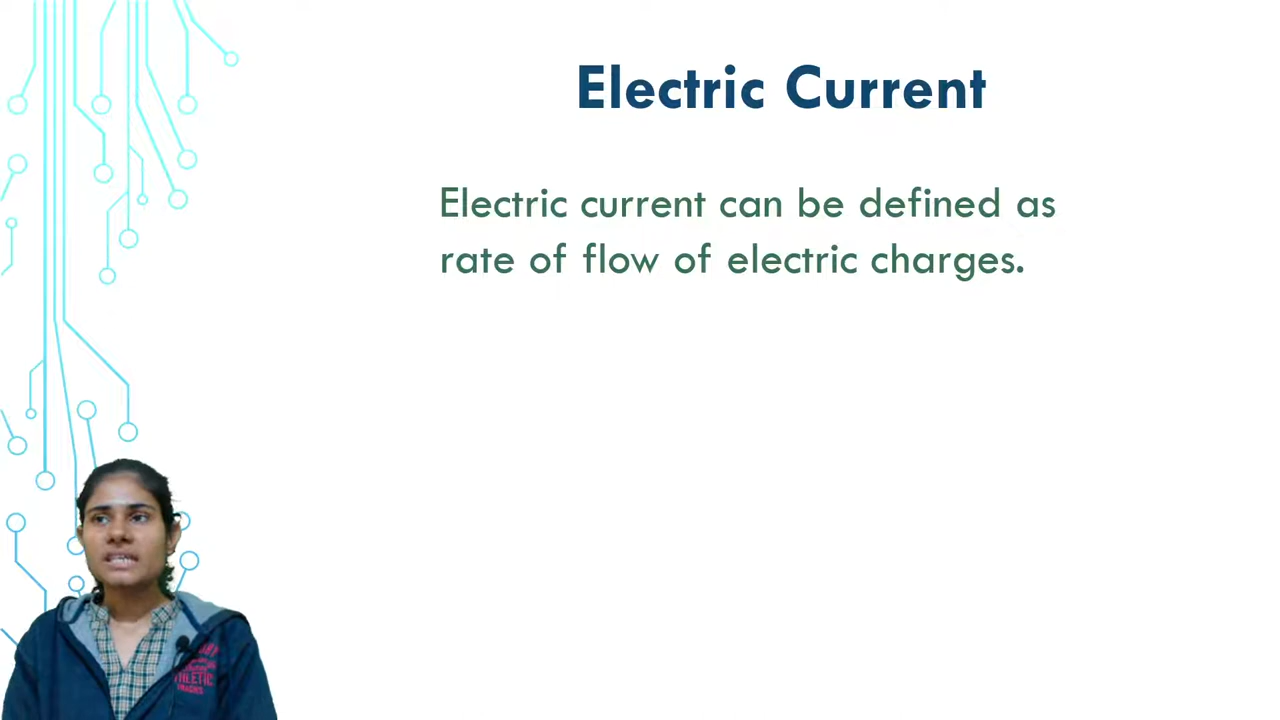 Electric Current
Electric current can be defined as
rate of flow of electric charges.